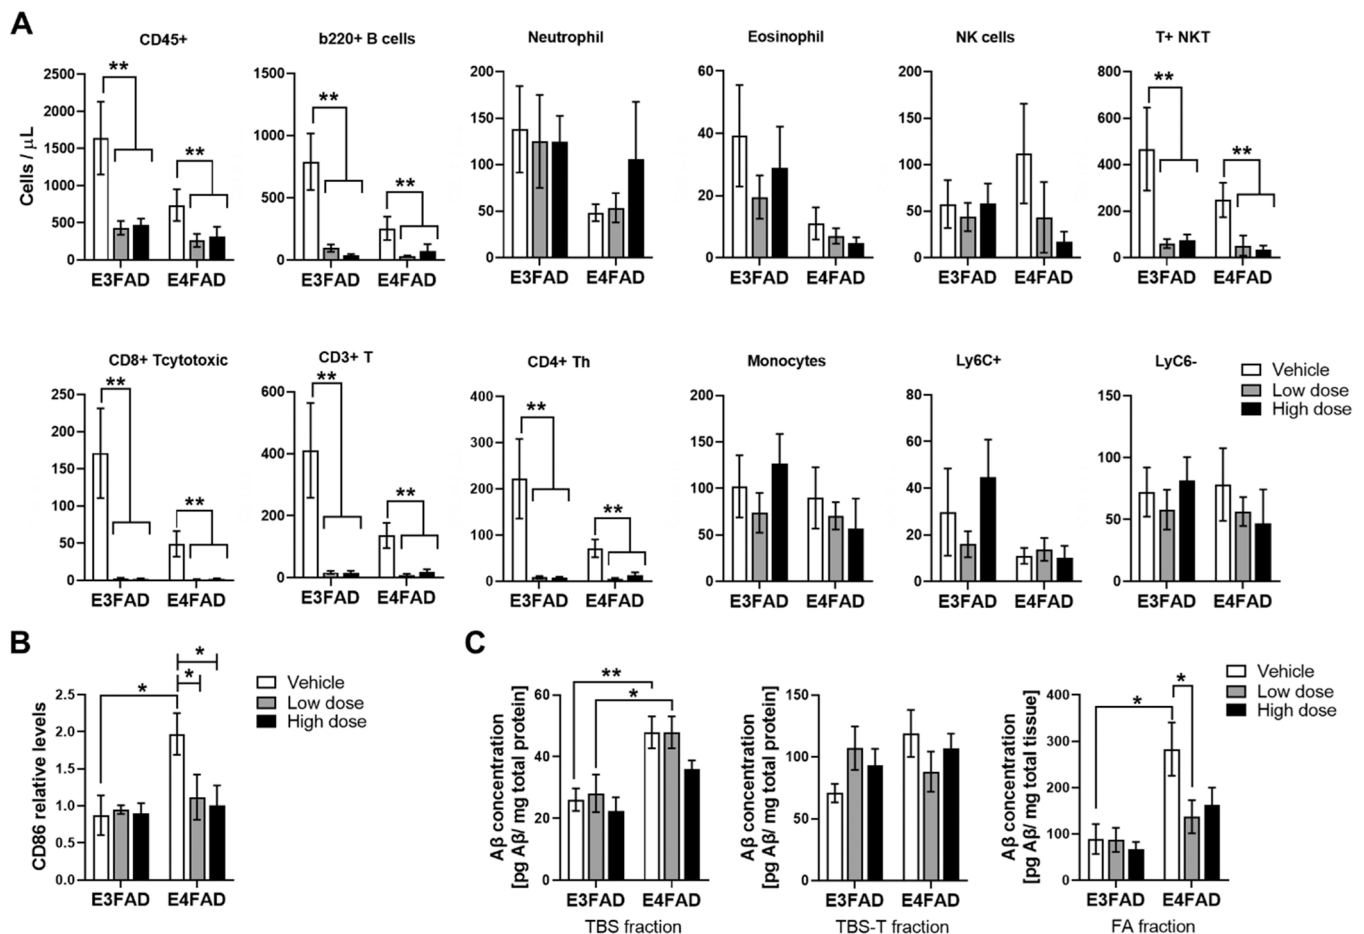 A
CD45+
b220+ B cells
Neutrophil
Eosinophil
NK cells
T+ NKT
Cells / μL
2500
2000
1500
1000
500
0
**
**
E3FAD E4FAD
1500
1000
500
0
**
**
E3FAD E4FAD
200
150
100
50
0
E3FAD E4FAD
60
40
20
0
E3FAD E4FAD
200
150
100
50
0
E3FAD E4FAD
800
600
400
200
0
**
**
E3FAD E4FAD
CD8+ Tcytotoxic
CD3+ T
CD4+ Th
Monocytes
Ly6C+
LyC6-
Vehicle
Low dose
High dose
250
200
150
100
50
0
**
**
E3FAD E4FAD
600
400
200
0
**
**
E3FAD E4FAD
400
300
200
100
0
**
**
E3FAD E4FAD
200
150
100
50
0
E3FAD E4FAD
80
60
40
20
0
E3FAD E4FAD
150
100
50
0
E3FAD E4FAD
B
CD86 relative levels
2.5
2.0
1.5
1.0
0.5
0.0
*
*
*
E3FAD E4FAD
Vehicle
Low dose
High dose
C
Aβ concentration
[pg Aβ/ mg total protein]
60
40
20
0
**
*
E3FAD E4FAD
TBS fraction
Aβ concentration
[pg Aβ/ mg total protein]
150
100
50
0
E3FAD E4FAD
TBS-T fraction
Aβ concentration
[pg Aβ/ mg total tissue]
400
300
200
100
0
*
*
E3FAD E4FAD
FA fraction
Vehicle
Low dose
High dose